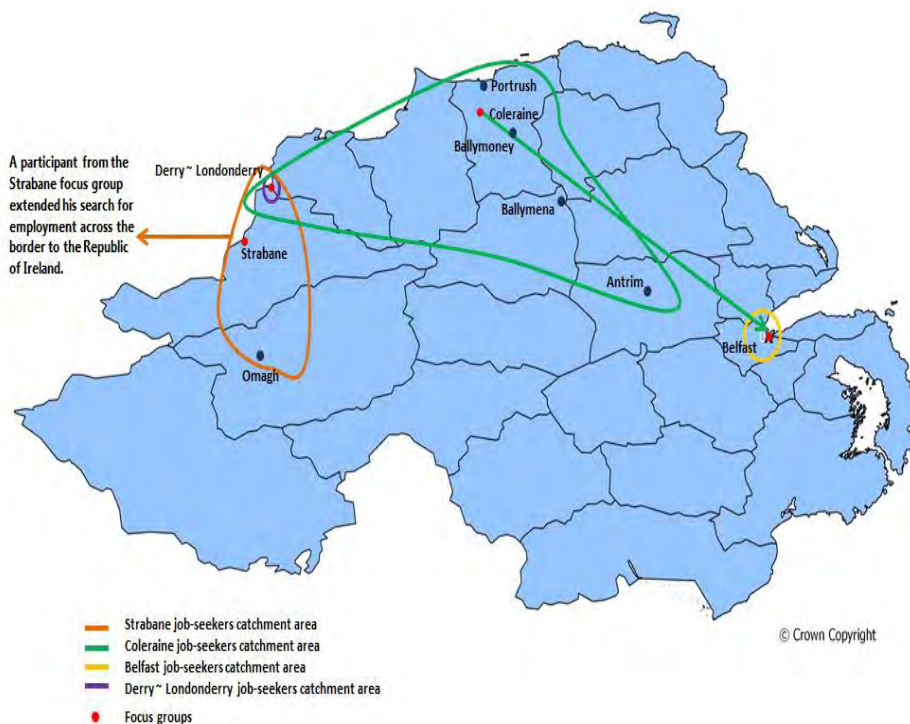 Portrush
Coleraine
Ballymoney
A participant from the
Strabane focus group
extended his search for
employment across the
border to the Republic
of Ireland.
Derry~ Londonderry
Ballymena
Strabane
Antrim
Belfast
Omagh
Strabane job-seekers catchment area
Coleraine job-seekers catchment area
Belfast job-seekers catchment area
Derry~ Londonderry job-seekers catchment area
Focus groups
© Crown Copyright